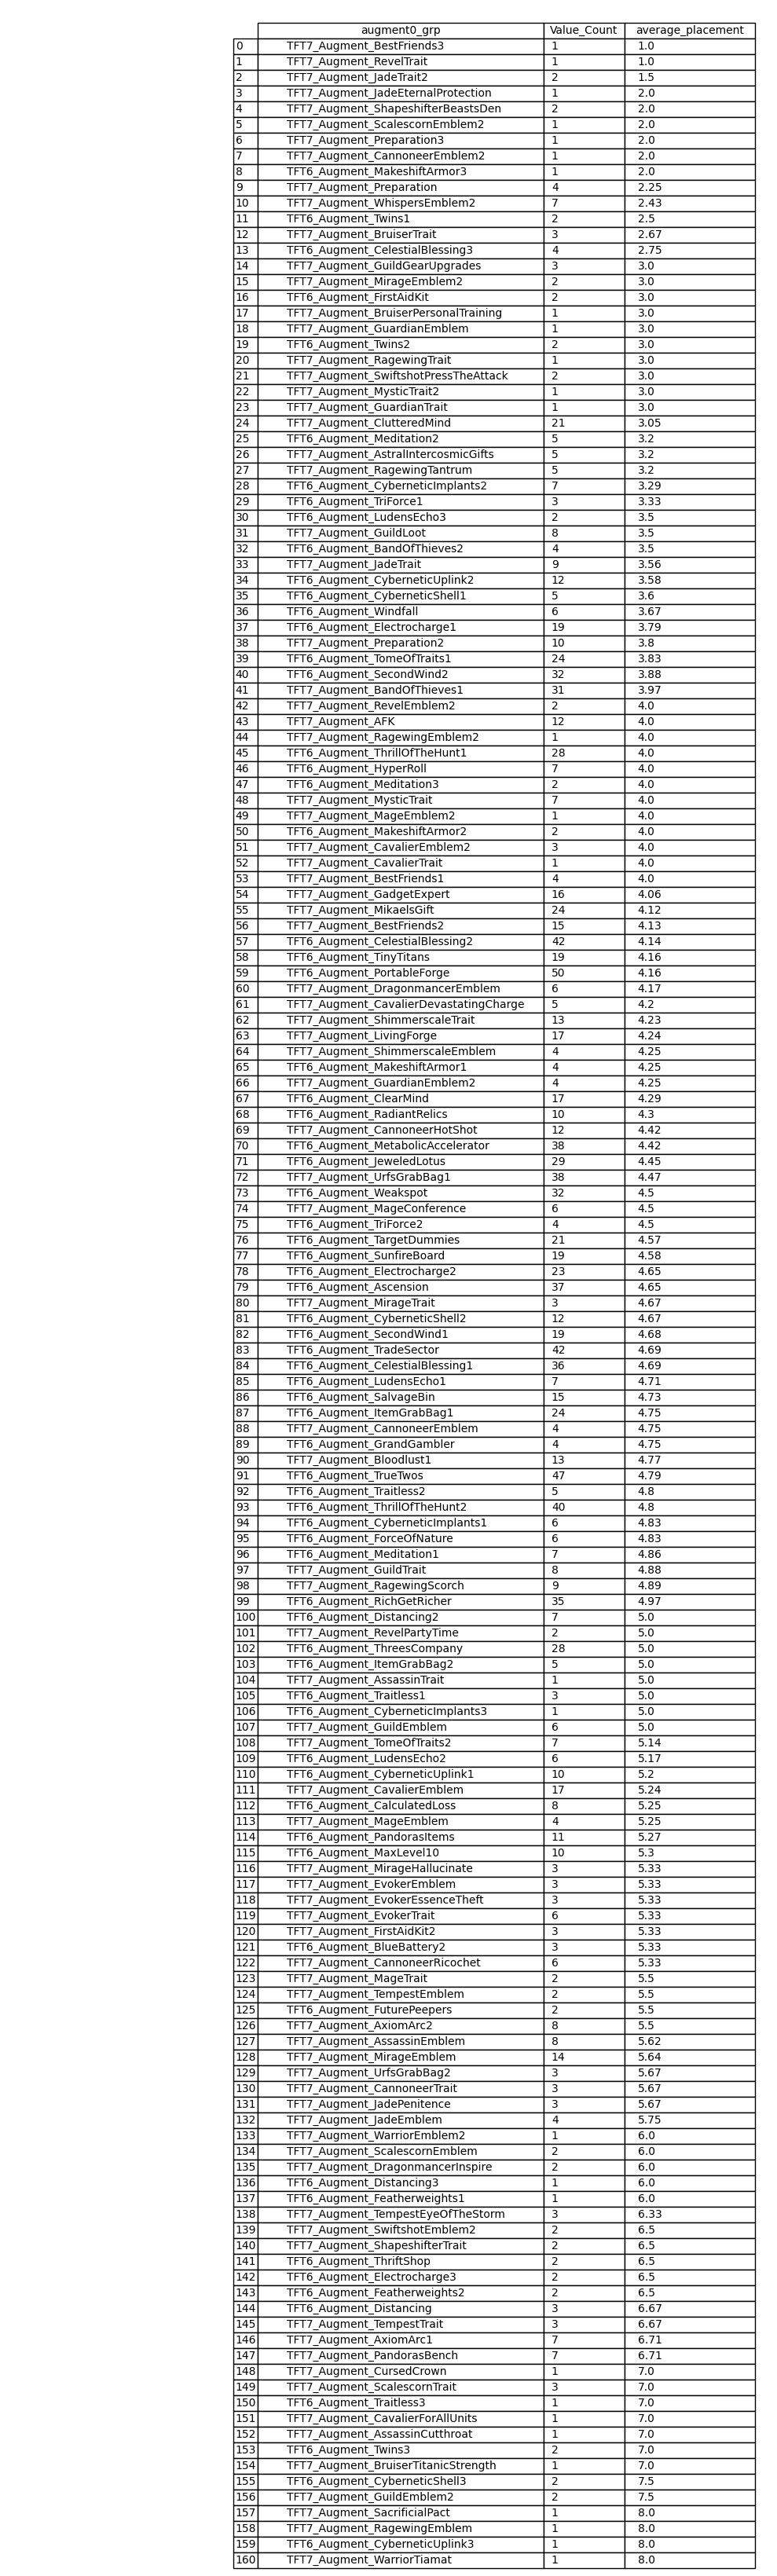 augment0_grp Value_Count average_placement
0 TFT7_Augment_BestFriends3 1 1.0
1 TFT7_Augment_RevelTrait 1 1.0
2 TFT7_Augment_JadeTrait2 2 1.5
3 TFT7_Augment_JadeEternalProtection 1 2.0
4 TFT7_Augment_ShapeshifterBeastsDen 2 2.0
5 TFT7_Augment_ScalescornEmblem2 1 2.0
6 TFT7_Augment_Preparation3 1 2.0
7 TFT7_Augment_CannoneerEmblem2 1 2.0
8 TFT6_Augment_MakeshiftArmor3 1 2.0
9 TFT7_Augment_Preparation 4 2.25
10 TFT7_Augment_WhispersEmblem2 7 2.43
11 TFT6_Augment_Twins1 2 2.5
12 TFT7_Augment_BruiserTrait 3 2.67
13 TFT6_Augment_CelestialBlessing3 4 2.75
14 TFT7_Augment_GuildGearUpgrades 3 3.0
15 TFT7_Augment_MirageEmblem2 2 3.0
16 TFT6_Augment_FirstAidKit 2 3.0
17 TFT7_Augment_BruiserPersonalTraining 1 3.0
18 TFT7_Augment_GuardianEmblem 1 3.0
19 TFT6_Augment_Twins2 2 3.0
20 TFT7_Augment_RagewingTrait 1 3.0
21 TFT7_Augment_SwiftshotPressTheAttack 2 3.0
22 TFT7_Augment_MysticTrait2 1 3.0
23 TFT7_Augment_GuardianTrait 1 3.0
24 TFT7_Augment_ClutteredMind 21 3.05
25 TFT6_Augment_Meditation2 5 3.2
26 TFT7_Augment_AstralIntercosmicGifts 5 3.2
27 TFT7_Augment_RagewingTantrum 5 3.2
28 TFT6_Augment_CyberneticImplants2 7 3.29
29 TFT6_Augment_TriForce1 3 3.33
30 TFT6_Augment_LudensEcho3 2 3.5
31 TFT7_Augment_GuildLoot 8 3.5
32 TFT6_Augment_BandOfThieves2 4 3.5
33 TFT7_Augment_JadeTrait 9 3.56
34 TFT6_Augment_CyberneticUplink2 12 3.58
35 TFT6_Augment_CyberneticShell1 5 3.6
36 TFT6_Augment_Windfall 6 3.67
37 TFT6_Augment_Electrocharge1 19 3.79
38 TFT7_Augment_Preparation2 10 3.8
39 TFT6_Augment_TomeOfTraits1 24 3.83
40 TFT6_Augment_SecondWind2 32 3.88
41 TFT7_Augment_BandOfThieves1 31 3.97
42 TFT7_Augment_RevelEmblem2 2 4.0
43 TFT7_Augment_AFK 12 4.0
44 TFT7_Augment_RagewingEmblem2 1 4.0
45 TFT6_Augment_ThrillOfTheHunt1 28 4.0
46 TFT6_Augment_HyperRoll 7 4.0
47 TFT6_Augment_Meditation3 2 4.0
48 TFT7_Augment_MysticTrait 7 4.0
49 TFT7_Augment_MageEmblem2 1 4.0
50 TFT6_Augment_MakeshiftArmor2 2 4.0
51 TFT7_Augment_CavalierEmblem2 3 4.0
52 TFT7_Augment_CavalierTrait 1 4.0
53 TFT7_Augment_BestFriends1 4 4.0
54 TFT7_Augment_GadgetExpert 16 4.06
55 TFT7_Augment_MikaelsGift 24 4.12
56 TFT7_Augment_BestFriends2 15 4.13
57 TFT6_Augment_CelestialBlessing2 42 4.14
58 TFT6_Augment_TinyTitans 19 4.16
59 TFT6_Augment_PortableForge 50 4.16
60 TFT7_Augment_DragonmancerEmblem 6 4.17
61 TFT7_Augment_CavalierDevastatingCharge 5 4.2
62 TFT7_Augment_ShimmerscaleTrait 13 4.23
63 TFT7_Augment_LivingForge 17 4.24
64 TFT7_Augment_ShimmerscaleEmblem 4 4.25
65 TFT6_Augment_MakeshiftArmor1 4 4.25
66 TFT7_Augment_GuardianEmblem2 4 4.25
67 TFT6_Augment_ClearMind 17 4.29
68 TFT6_Augment_RadiantRelics 10 4.3
69 TFT7_Augment_CannoneerHotShot 12 4.42
70 TFT6_Augment_MetabolicAccelerator 38 4.42
71 TFT6_Augment_JeweledLotus 29 4.45
72 TFT7_Augment_UrfsGrabBag1 38 4.47
73 TFT6_Augment_Weakspot 32 4.5
74 TFT7_Augment_MageConference 6 4.5
75 TFT6_Augment_TriForce2 4 4.5
76 TFT6_Augment_TargetDummies 21 4.57
77 TFT6_Augment_SunfireBoard 19 4.58
78 TFT6_Augment_Electrocharge2 23 4.65
79 TFT6_Augment_Ascension 37 4.65
80 TFT7_Augment_MirageTrait 3 4.67
81 TFT6_Augment_CyberneticShell2 12 4.67
82 TFT6_Augment_SecondWind1 19 4.68
83 TFT6_Augment_TradeSector 42 4.69
84 TFT6_Augment_CelestialBlessing1 36 4.69
85 TFT6_Augment_LudensEcho1 7 4.71
86 TFT6_Augment_SalvageBin 15 4.73
87 TFT6_Augment_ItemGrabBag1 24 4.75
88 TFT7_Augment_CannoneerEmblem 4 4.75
89 TFT6_Augment_GrandGambler 4 4.75
90 TFT7_Augment_Bloodlust1 13 4.77
91 TFT6_Augment_TrueTwos 47 4.79
92 TFT6_Augment_Traitless2 5 4.8
93 TFT6_Augment_ThrillOfTheHunt2 40 4.8
94 TFT6_Augment_CyberneticImplants1 6 4.83
95 TFT6_Augment_ForceOfNature 6 4.83
96 TFT6_Augment_Meditation1 7 4.86
97 TFT7_Augment_GuildTrait 8 4.88
98 TFT7_Augment_RagewingScorch 9 4.89
99 TFT6_Augment_RichGetRicher 35 4.97
100 TFT6_Augment_Distancing2 7 5.0
101 TFT7_Augment_RevelPartyTime 2 5.0
102 TFT6_Augment_ThreesCompany 28 5.0
103 TFT6_Augment_ItemGrabBag2 5 5.0
104 TFT7_Augment_AssassinTrait 1 5.0
105 TFT6_Augment_Traitless1 3 5.0
106 TFT6_Augment_CyberneticImplants3 1 5.0
107 TFT7_Augment_GuildEmblem 6 5.0
108 TFT7_Augment_TomeOfTraits2 7 5.14
109 TFT6_Augment_LudensEcho2 6 5.17
110 TFT6_Augment_CyberneticUplink1 10 5.2
111 TFT7_Augment_CavalierEmblem 17 5.24
112 TFT6_Augment_CalculatedLoss 8 5.25
113 TFT7_Augment_MageEmblem 4 5.25
114 TFT6_Augment_PandorasItems 11 5.27
115 TFT6_Augment_MaxLevel10 10 5.3
116 TFT7_Augment_MirageHallucinate 3 5.33
117 TFT7_Augment_EvokerEmblem 3 5.33
118 TFT7_Augment_EvokerEssenceTheft 3 5.33
119 TFT7_Augment_EvokerTrait 6 5.33
120 TFT7_Augment_FirstAidKit2 3 5.33
121 TFT6_Augment_BlueBattery2 3 5.33
122 TFT7_Augment_CannoneerRicochet 6 5.33
123 TFT7_Augment_MageTrait 2 5.5
124 TFT7_Augment_TempestEmblem 2 5.5
125 TFT6_Augment_FuturePeepers 2 5.5
126 TFT7_Augment_AxiomArc2 8 5.5
127 TFT7_Augment_AssassinEmblem 8 5.62
128 TFT7_Augment_MirageEmblem 14 5.64
129 TFT7_Augment_UrfsGrabBag2 3 5.67
130 TFT7_Augment_CannoneerTrait 3 5.67
131 TFT7_Augment_JadePenitence 3 5.67
132 TFT7_Augment_JadeEmblem 4 5.75
133 TFT7_Augment_WarriorEmblem2 1 6.0
134 TFT7_Augment_ScalescornEmblem 2 6.0
135 TFT7_Augment_DragonmancerInspire 2 6.0
136 TFT6_Augment_Distancing3 1 6.0
137 TFT6_Augment_Featherweights1 1 6.0
138 TFT7_Augment_TempestEyeOfTheStorm 3 6.33
139 TFT7_Augment_SwiftshotEmblem2 2 6.5
140 TFT7_Augment_ShapeshifterTrait 2 6.5
141 TFT6_Augment_ThriftShop 2 6.5
142 TFT6_Augment_Electrocharge3 2 6.5
143 TFT6_Augment_Featherweights2 2 6.5
144 TFT6_Augment_Distancing 3 6.67
145 TFT7_Augment_TempestTrait 3 6.67
146 TFT7_Augment_AxiomArc1 7 6.71
147 TFT7_Augment_PandorasBench 7 6.71
148 TFT7_Augment_CursedCrown 1 7.0
149 TFT7_Augment_ScalescornTrait 3 7.0
150 TFT6_Augment_Traitless3 1 7.0
151 TFT7_Augment_CavalierForAllUnits 1 7.0
152 TFT7_Augment_AssassinCutthroat 1 7.0
153 TFT6_Augment_Twins3 2 7.0
154 TFT7_Augment_BruiserTitanicStrength 1 7.0
155 TFT6_Augment_CyberneticShell3 2 7.5
156 TFT7_Augment_GuildEmblem2 2 7.5
157 TFT7_Augment_SacrificialPact 1 8.0
158 TFT7_Augment_RagewingEmblem 1 8.0
159 TFT6_Augment_CyberneticUplink3 1 8.0
160 TFT7_Augment_WarriorTiamat 1 8.0